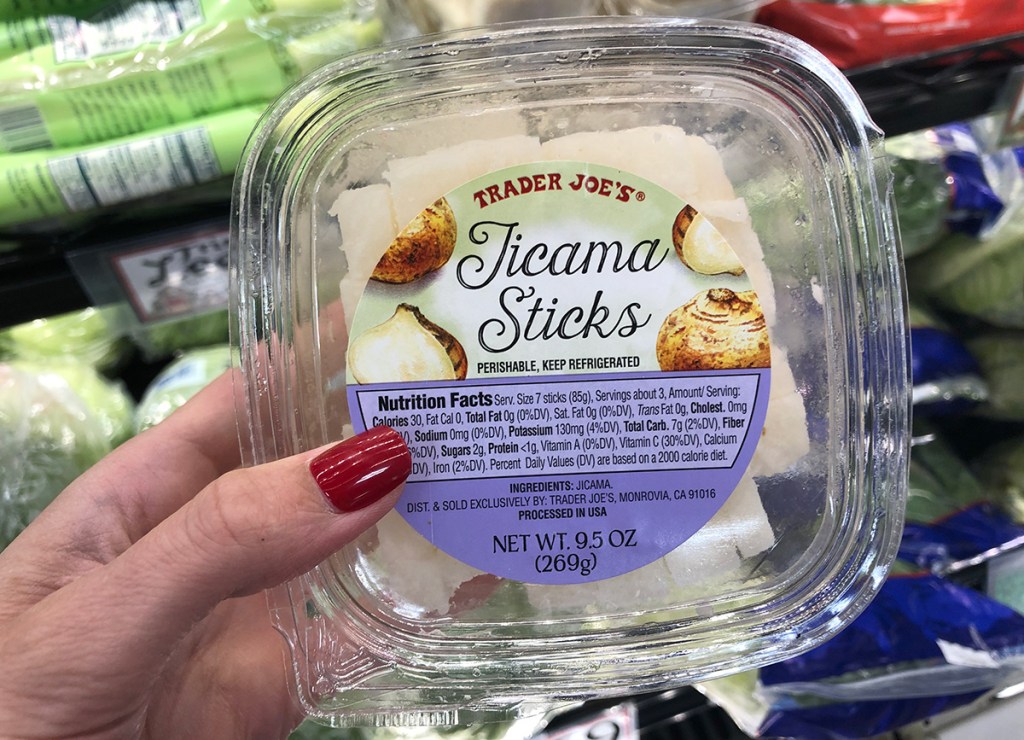 TRADER JOE'S®
Jicama
Sticks
PERISHABLE, KEEP REFRIGERATED
Nutrition Facts Serv. Size 7 sticks (85g), Servings about 3, Amount/ Serving:
Calories 30, Fat Cal 0, Total Fat 0g (0%DV), Sat. Fat 0g (0%DV), Trans Fat 0g, Cholest. 0mg
V), Sodium 0mg (0%DV), Potassium 130mg (4%DV), Total Carb. 7g (2%DV), Fiber
%DV), Sugars 2g, Protein <1g, Vitamin A (0%DV), Vitamin C (30%DV), Calcium
DV), Iron (2%DV). Percent Daily Values (DV) are based on a 2000 calorie diet.
INGREDIENTS: JICAMA.
DIST. & SOLD EXCLUSIVELY BY: TRADER JOE'S, MONROVIA, CA 91016
PROCESSED IN USA
NET WT. 9.5 OZ
(269g)